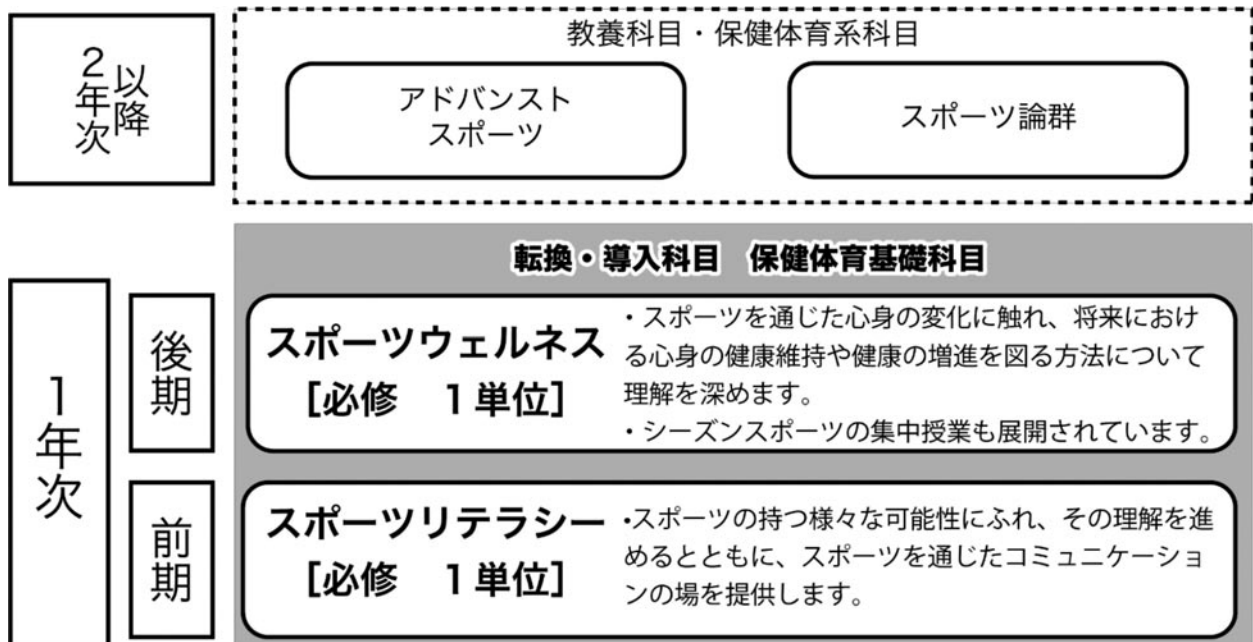 ２年次
以降
教養科目・保健体育系科目
アドバンスト
スポーツ
スポーツ論群
転換・導入科目　保健体育基礎科目
１年次
後期
スポーツウェルネス
［必修　１単位］
・スポーツを通じた心身の変化に触れ、将来におけ
る心身の健康維持や健康の増進を図る方法について
理解を深めます。
・シーズンスポーツの集中授業も展開されています。
前期
スポーツリテラシー
［必修　１単位］
・スポーツの持つ様々な可能性にふれ、その理解を進
めるとともに、スポーツを通じたコミュニケーショ
ンの場を提供します。